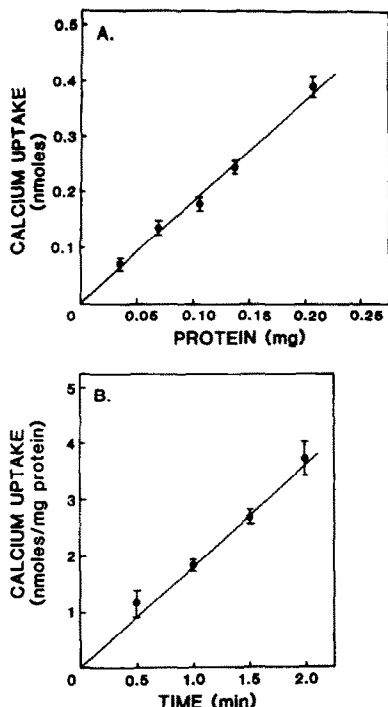 A.
0.5
0.4
0.3
0.2
0.1
0
0.05 0.10 0.15 0.20 0.25
PROTEIN (mg)
CALCIUM UPTAKE
(nmoles)
B.
5
4
3
2
1
0
0.5 1.0 1.5 2.0
TIME (min)
CALCIUM UPTAKE
(nmoles/mg protein)